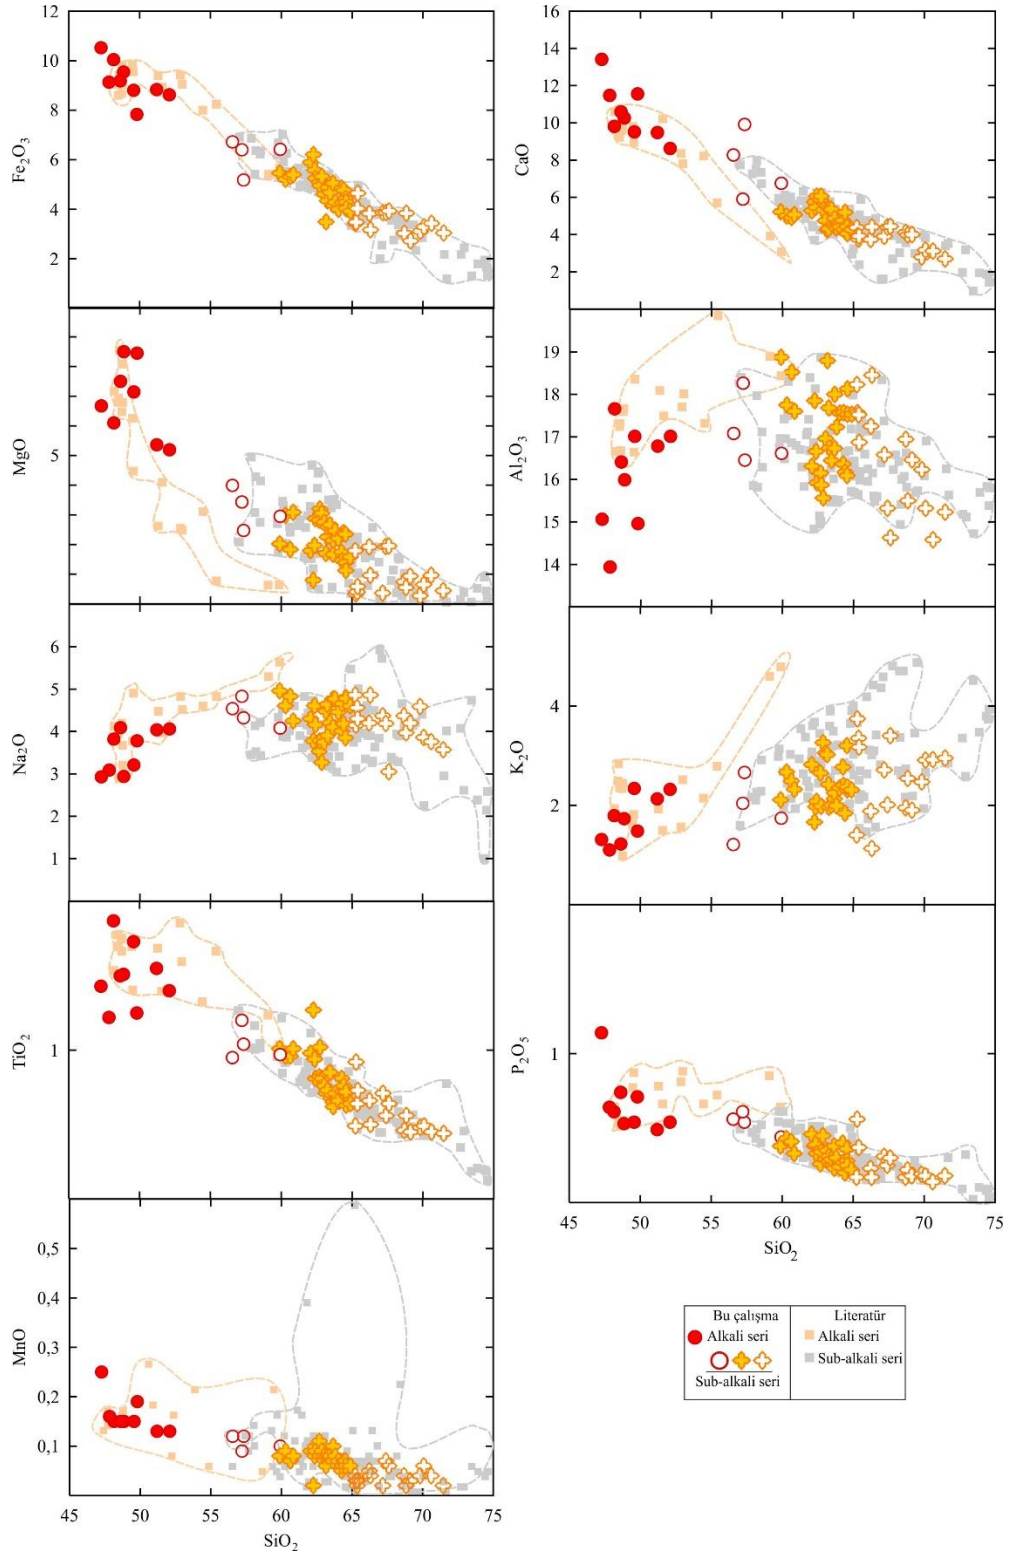 12
10
8
6
4
2
Fe2O3
5
MgO
6
5
4
3
2
1
Na2O
1
TiO2
0,5
0,4
0,3
0,2
0,1
MnO
45 50 55 60 65 70 75
SiO2
16
14
12
10
8
6
4
2
CaO
19
18
17
16
15
14
Al2O3
4
2
K2O
1
P2O5
45 50 55 60 65 70 75
SiO2
Bu çalışma Literatür
Alkali seri Alkali seri
Sub-alkali seri
Sub-alkali seri